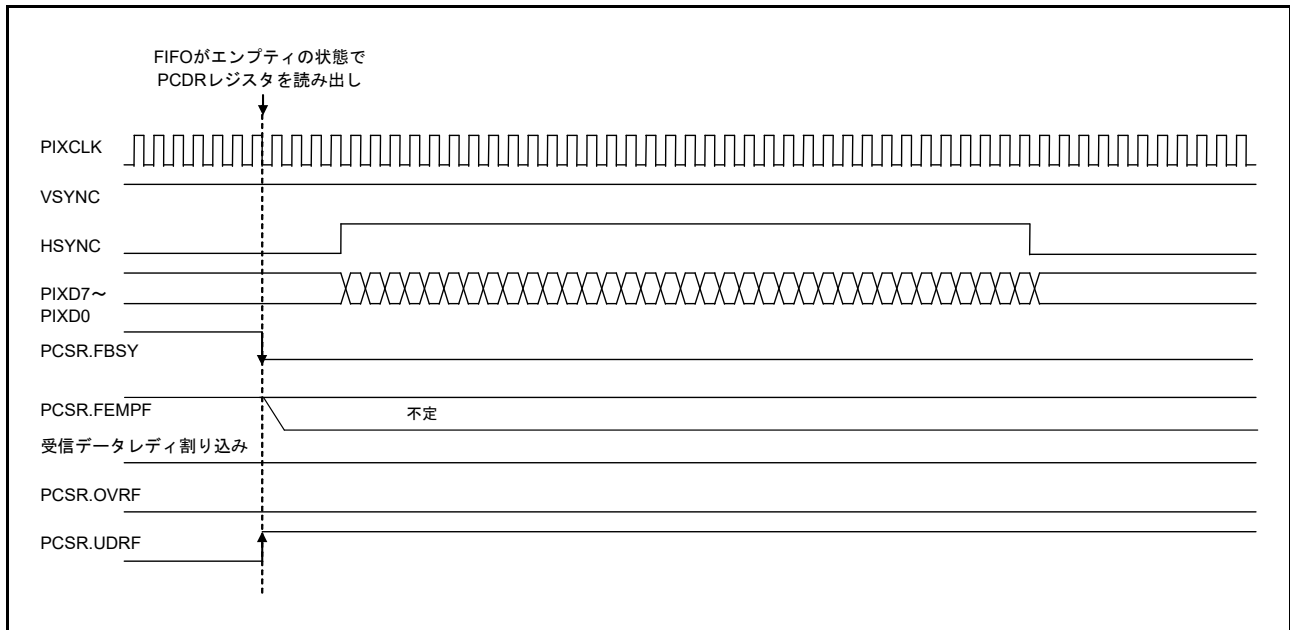 FIFOがエンプティの状態で
PCDRレジスタを読み出し
PIXCLK
VSYNC
HSYNC
PIXD7～
PIXD0
PCSR.FBSY
PCSR.FEMPF
不定
受信データレディ割り込み
PCSR.OVRF
PCSR.UDRF